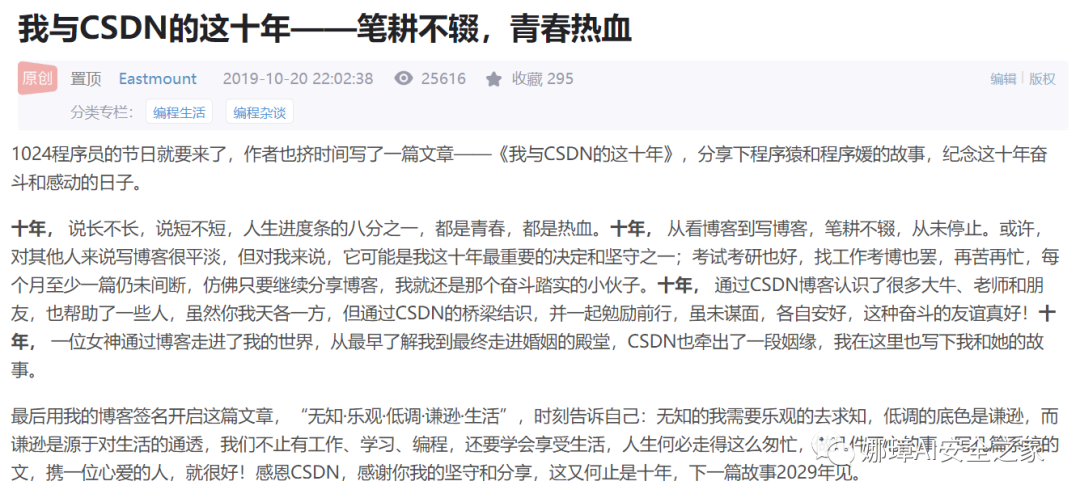 我与CSDN的这十年——笔耕不辍，青春热血
原创 置顶 Eastmount 2019-10-20 22:02:38 25616 收藏 295 编辑 版权
分类专栏： 编程生活 编程杂谈
1024程序员的节日就要来了，作者也挤时间写了一篇文章——《我与CSDN的这十年》，分享下程序猿和程序媛的故事，纪念这十年奋
斗和感动的日子。
十年， 说长不长，说短不短，人生进度条的八分之一，都是青春，都是热血。十年， 从看博客到写博客，笔耕不辍，从未停止。或许，
对其他人来说写博客很平淡，但对我来说，它可能是我这十年最重要的决定和坚守之一；考试考研也好，找工作考博也罢，再苦再忙，每
个月至少一篇仍未间断，仿佛只要继续分享博客，我就还是那个奋斗踏实的小伙子。十年， 通过CSDN博客认识了很多大牛、老师和朋
友，也帮助了一些人，虽然你我天各一方，但通过CSDN的桥梁结识，并一起勉励前行，虽未谋面，各自安好，这种奋斗的友谊真好！十
年， 一位女神通过博客走进了我的世界，从最早了解我到最终走进婚姻的殿堂，CSDN也牵出了一段姻缘，我在这里也写下我和她的故
事。
最后用我的博客签名开启这篇文章，“无知·乐观·低调·谦逊·生活”，时刻告诉自己：无知的我需要乐观的去求知，低调的底色是谦逊，而
谦逊是源于对生活的通透，我们不止有工作、学习、编程，还要学会享受生活，人生何必走得这么匆忙，件事，写几篇系统的
文，携一位心爱的人，就很好！感恩CSDN，感谢你我的坚守和分享，这又何止是十年，下一篇故事2029年见。
娜璋AI安全之家